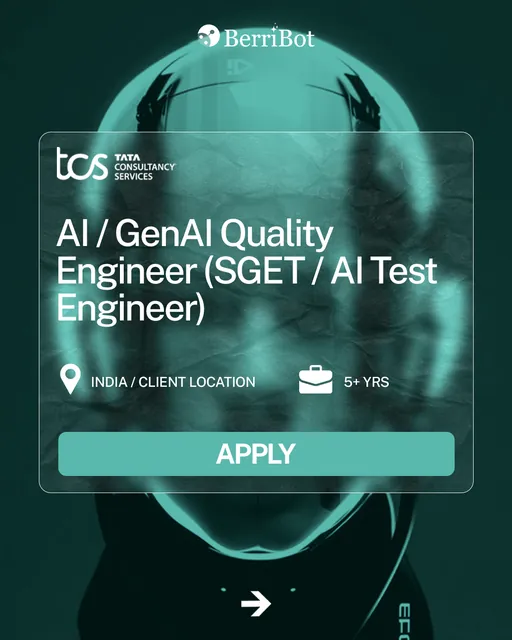 BerriBot
tcs TATA
CONSULTANCY
SERVICES
AI / GenAI Quality
Engineer (SGET / AI Test
Engineer)
INDIA / CLIENT LOCATION
5+ YRS
APPLY